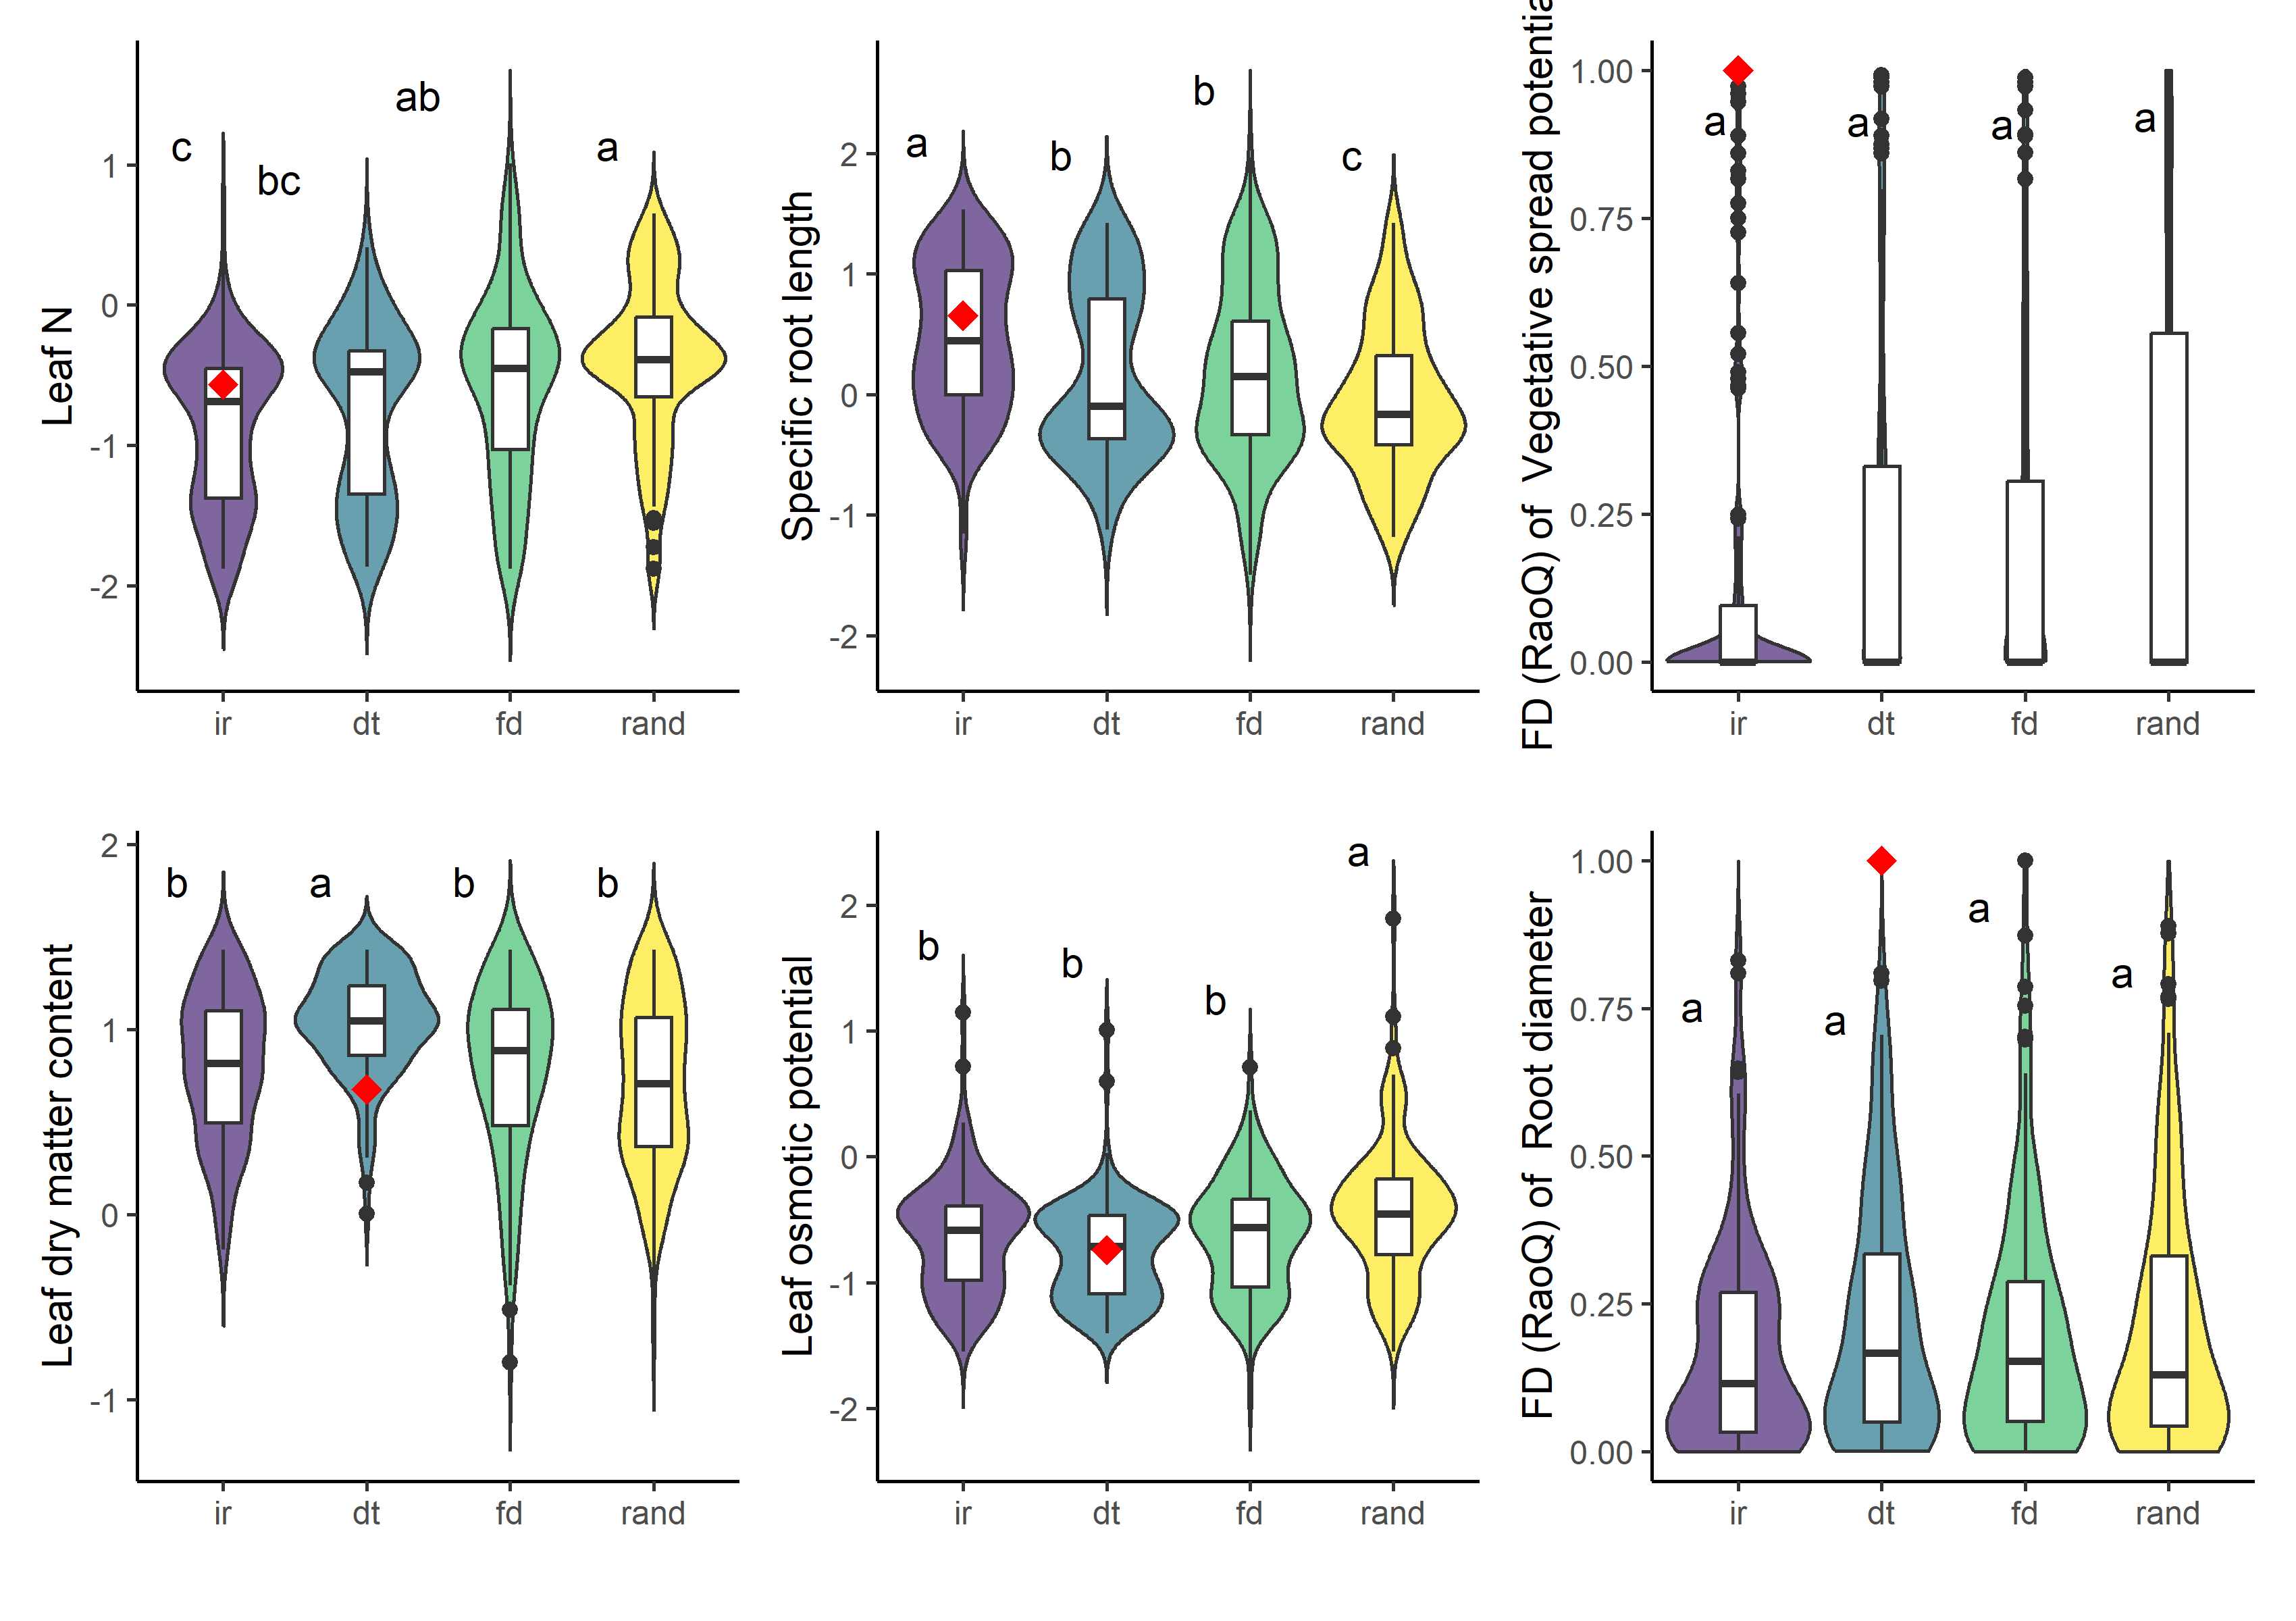 Leaf N
1
0
-1
-2
c
bc
ab
a
ir
dt
fd
rand
Specific root length
2
1
0
-1
-2
a
b
b
c
ir
dt
fd
rand
FD (RaoQ) of  Vegetative spread potentia
1.00
0.75
0.50
0.25
0.00
a
a
a
a
ir
dt
fd
rand
Leaf dry matter content
2
1
0
-1
b
a
b
b
ir
dt
fd
rand
Leaf osmotic potential
2
1
0
-1
-2
b
b
b
a
ir
dt
fd
rand
FD (RaoQ) of  Root diameter
1.00
0.75
0.50
0.25
0.00
a
a
a
a
ir
dt
fd
rand